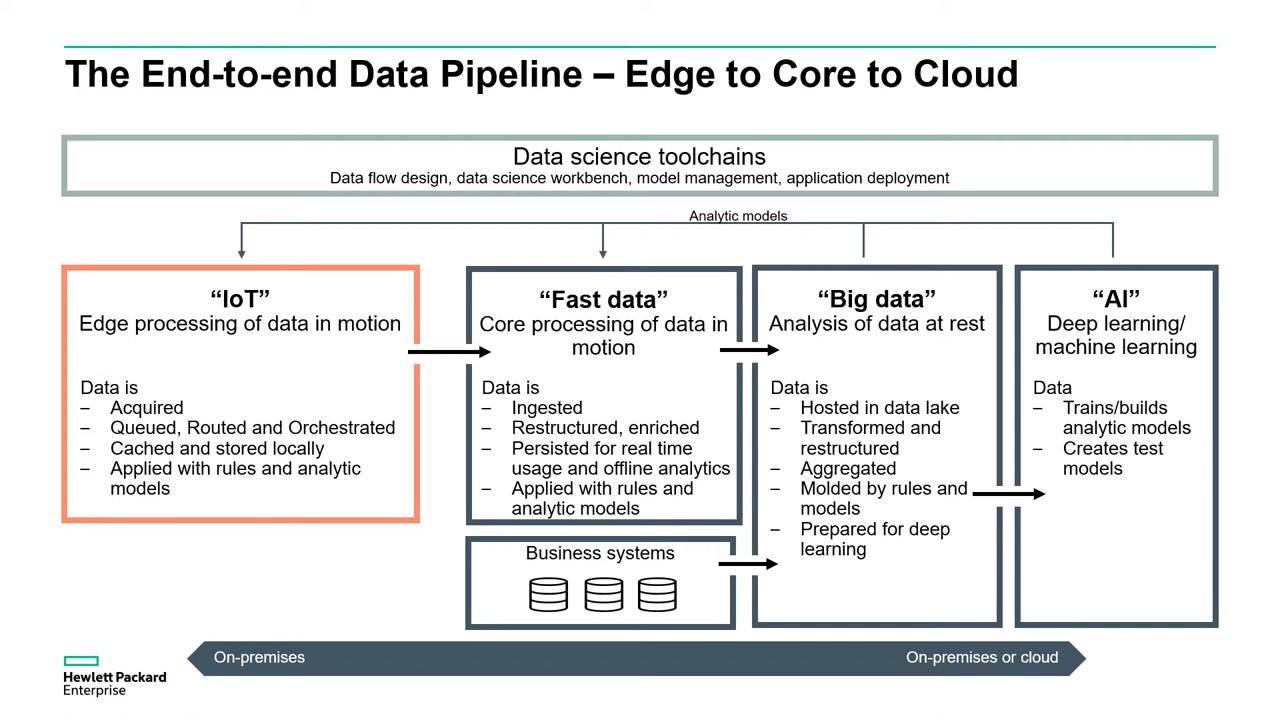 The End-to-end Data Pipeline – Edge to Core to Cloud
Data science toolchains
Data flow design, data science workbench, model management, application deployment
Analytic models
“IoT”
Edge processing of data in motion
Data is
– Acquired
– Queued, Routed and Orchestrated
– Cached and stored locally
– Applied with rules and analytic
models
“Fast data”
Core processing of data in
motion
Data is
– Ingested
– Restructured, enriched
– Persisted for real time
usage and offline analytics
– Applied with rules and
analytic models
Business systems
“Big data”
Analysis of data at rest
Data is
– Hosted in data lake
– Transformed and
restructured
– Aggregated
– Molded by rules and
models
– Prepared for deep
learning
“AI”
Deep learning/
machine learning
Data
– Trains/builds
analytic models
– Creates test
models
On-premises
On-premises or cloud
Hewlett Packard
Enterprise